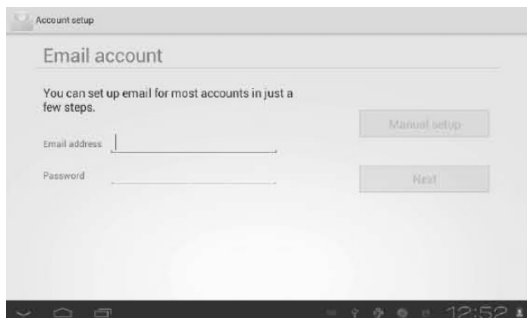 Account setup
Email account
You can set up email for most accounts in just a
few steps.
Manual setup
Email address
Password
Next
12:52